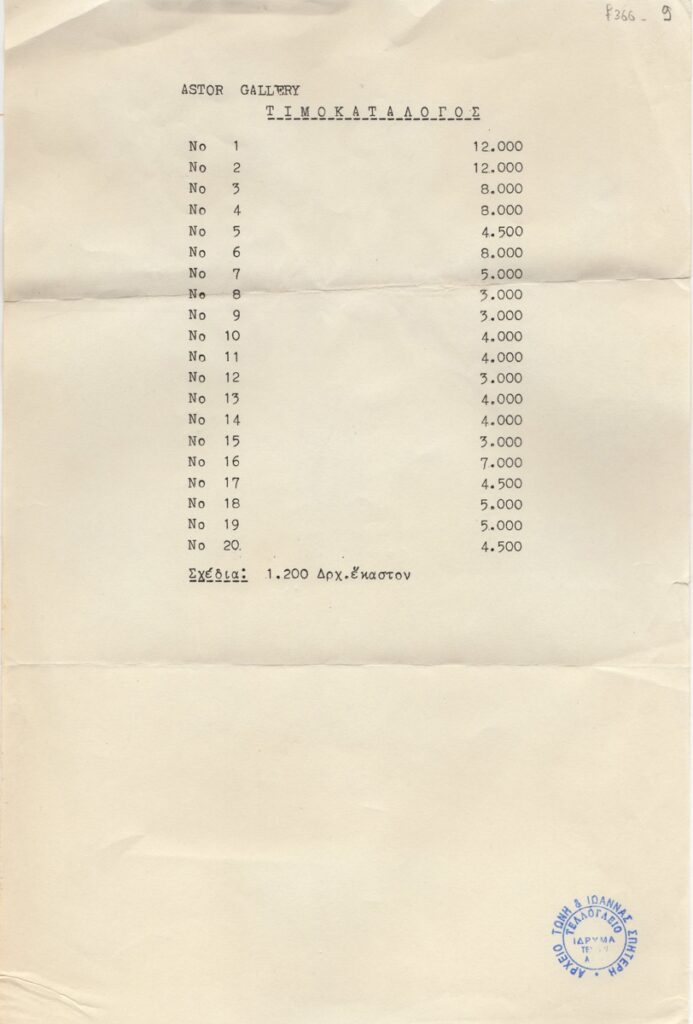 f366- 9
ASTOR GALLERY
ΤΙΜΟΚΑΤΑΛΟΓΟΣ
No 1 12.000
No 2 12.000
No 3 8.000
No 4 8.000
No 5 4.500
No 6 8.000
No 7 5.000
No 8 3.000
No 9 3.000
No 10 4.000
No 11 4.000
No 12 3.000
No 13 4.000
No 14 4.000
No 15 3.000
No 16 7.000
No 17 4.500
No 18 5.000
No 19 5.000
No 20. 4.500
Σχέδια: 1.200 Δρχ.ἕκαστον
ΑΡΧΕΙΟ ΤΩΝΗ & ΙΩΑΝΝΑΣ ΣΠΗΤΕΡΗ
ΤΕΛΛΟΓΛΕΙΟ
ΙΔΡΥΜΑ